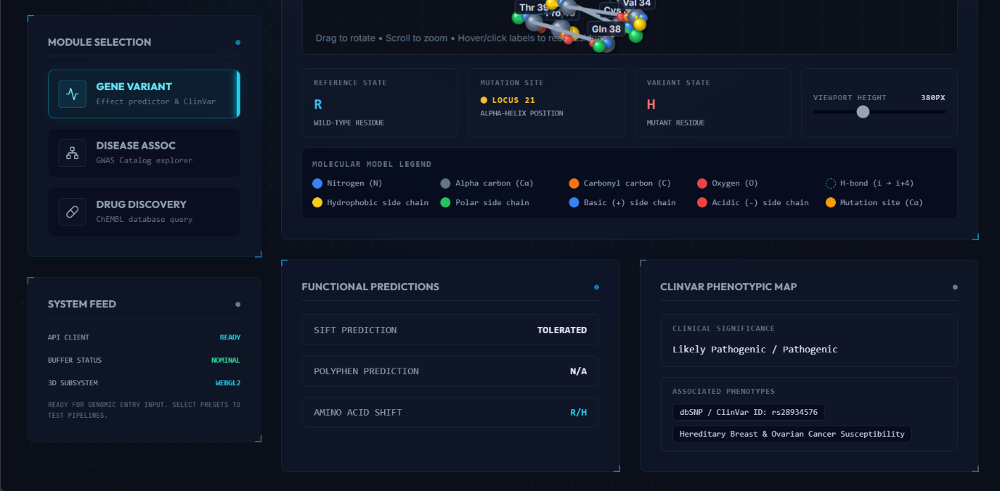 MODULE SELECTION
GENE VARIANT
Effect predictor & ClinVar
DISEASE ASSOC
GWAS Catalog explorer
DRUG DISCOVERY
ChEMBL database query
SYSTEM FEED
API CLIENT READY
BUFFER STATUS NOMINAL
3D SUBSYSTEM WEBGL2
READY FOR GENOMIC ENTRY INPUT. SELECT PRESETS TO
TEST PIPELINES.
Thr 39
Val 34
Gln 38
Drag to rotate • Scroll to zoom • Hover/click labels to read residues
REFERENCE STATE
R
WILD-TYPE RESIDUE
MUTATION SITE
LOCUS 21
ALPHA-HELIX POSITION
VARIANT STATE
H
MUTANT RESIDUE
VIEWPORT HEIGHT 380PX
MOLECULAR MODEL LEGEND
Nitrogen (N) Alpha carbon (Cα) Carbonyl carbon (C) Oxygen (O) H-bond (i → i+4)
Hydrophobic side chain Polar side chain Basic (+) side chain Acidic (-) side chain Mutation site (Cα)
FUNCTIONAL PREDICTIONS
SIFT PREDICTION TOLERATED
POLYPHEN PREDICTION N/A
AMINO ACID SHIFT R/H
CLINVAR PHENOTYPIC MAP
CLINICAL SIGNIFICANCE
Likely Pathogenic / Pathogenic
ASSOCIATED PHENOTYPES
dbSNP / ClinVar ID: rs28934576
Hereditary Breast & Ovarian Cancer Susceptibility